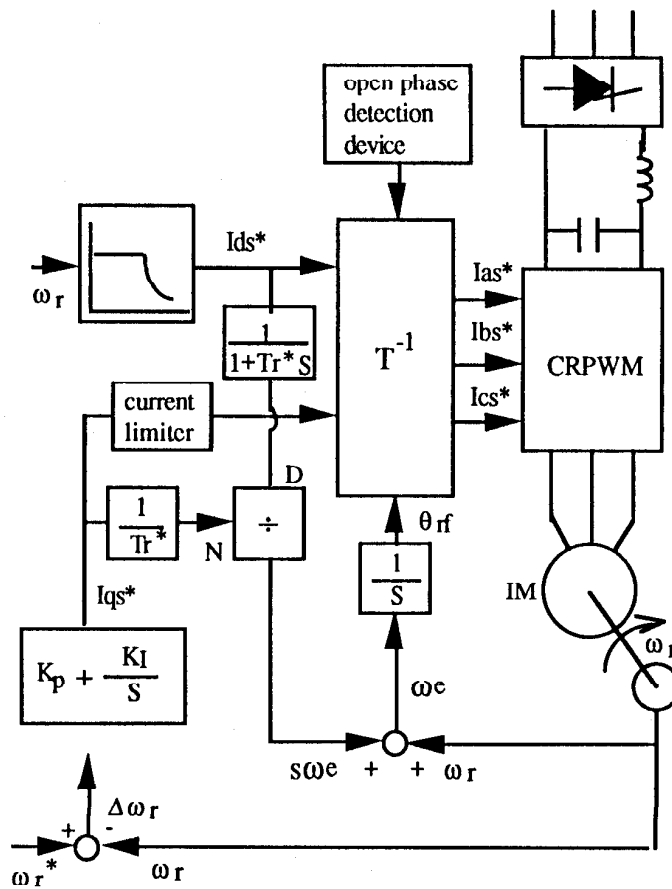 open phase
detection
device
Ids*
ωr
Ias*
1
1+Tr* S
Ibs*
T-1
CRPWM
Ics*
current
limiter
D
1
Tr*
÷
N
θrf
1
S
Iqs*
IM
ωr
Kp + KI
S
ωe
sωe + + ωr
Δωr
+ -
ωr* ωr